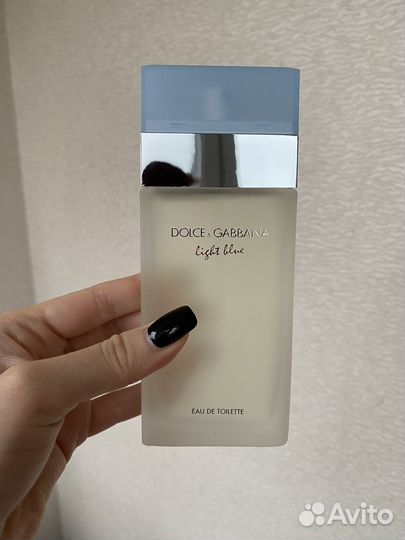 DOLCE & GABBANA
light blue
EAU DE TOILETTE
Avito